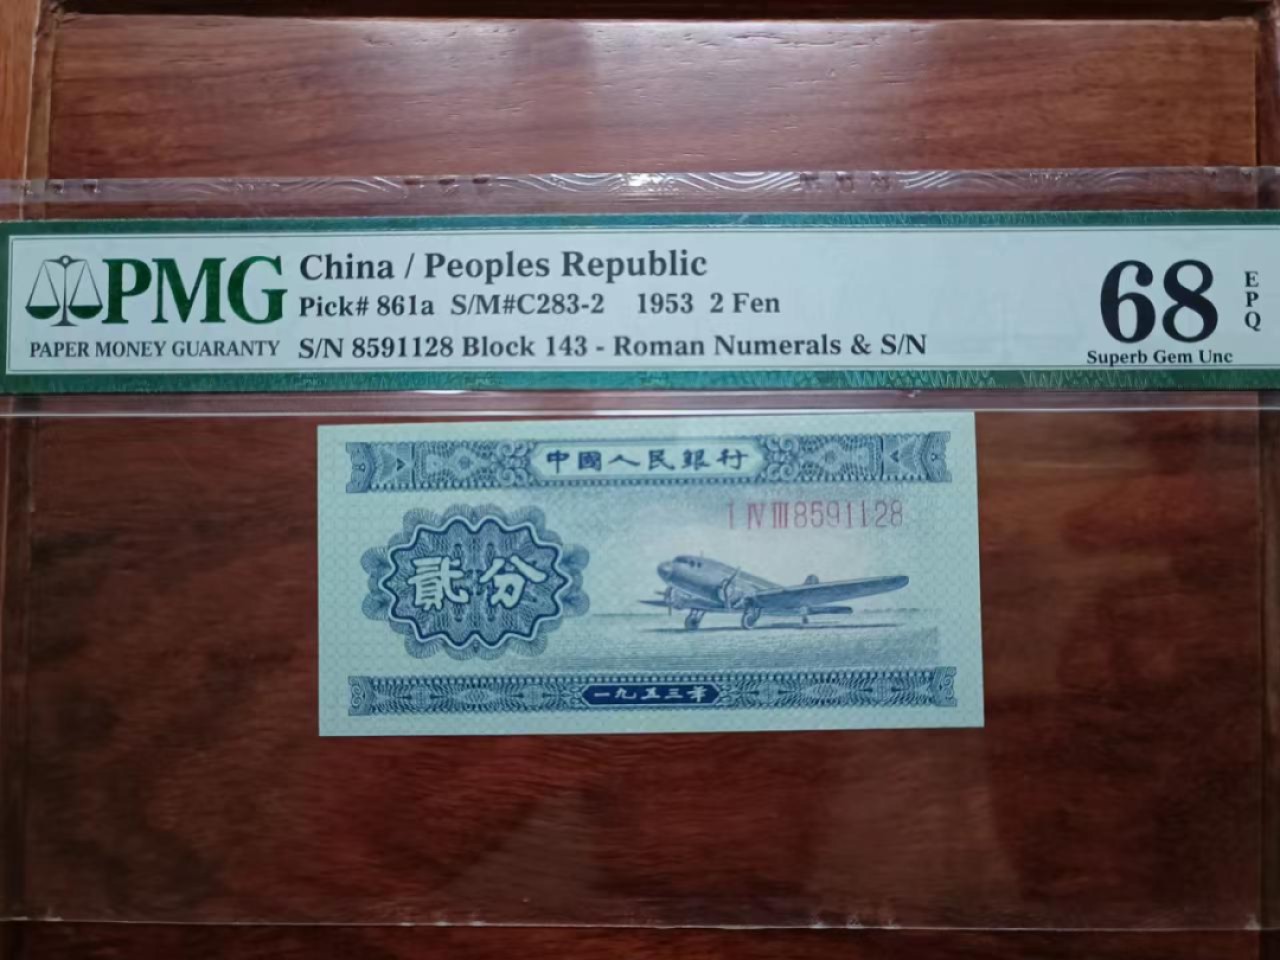 PMG
PAPER MONEY GUARANTY
China / Peoples Republic
Pick# 861a S/M#C283-2 1953 2 Fen
S/N 8591128 Block 143 - Roman Numerals & S/N
68
EPQ
Superb Gem Unc
中國人民銀行
I IV III 8591128
貳分
一九五三年